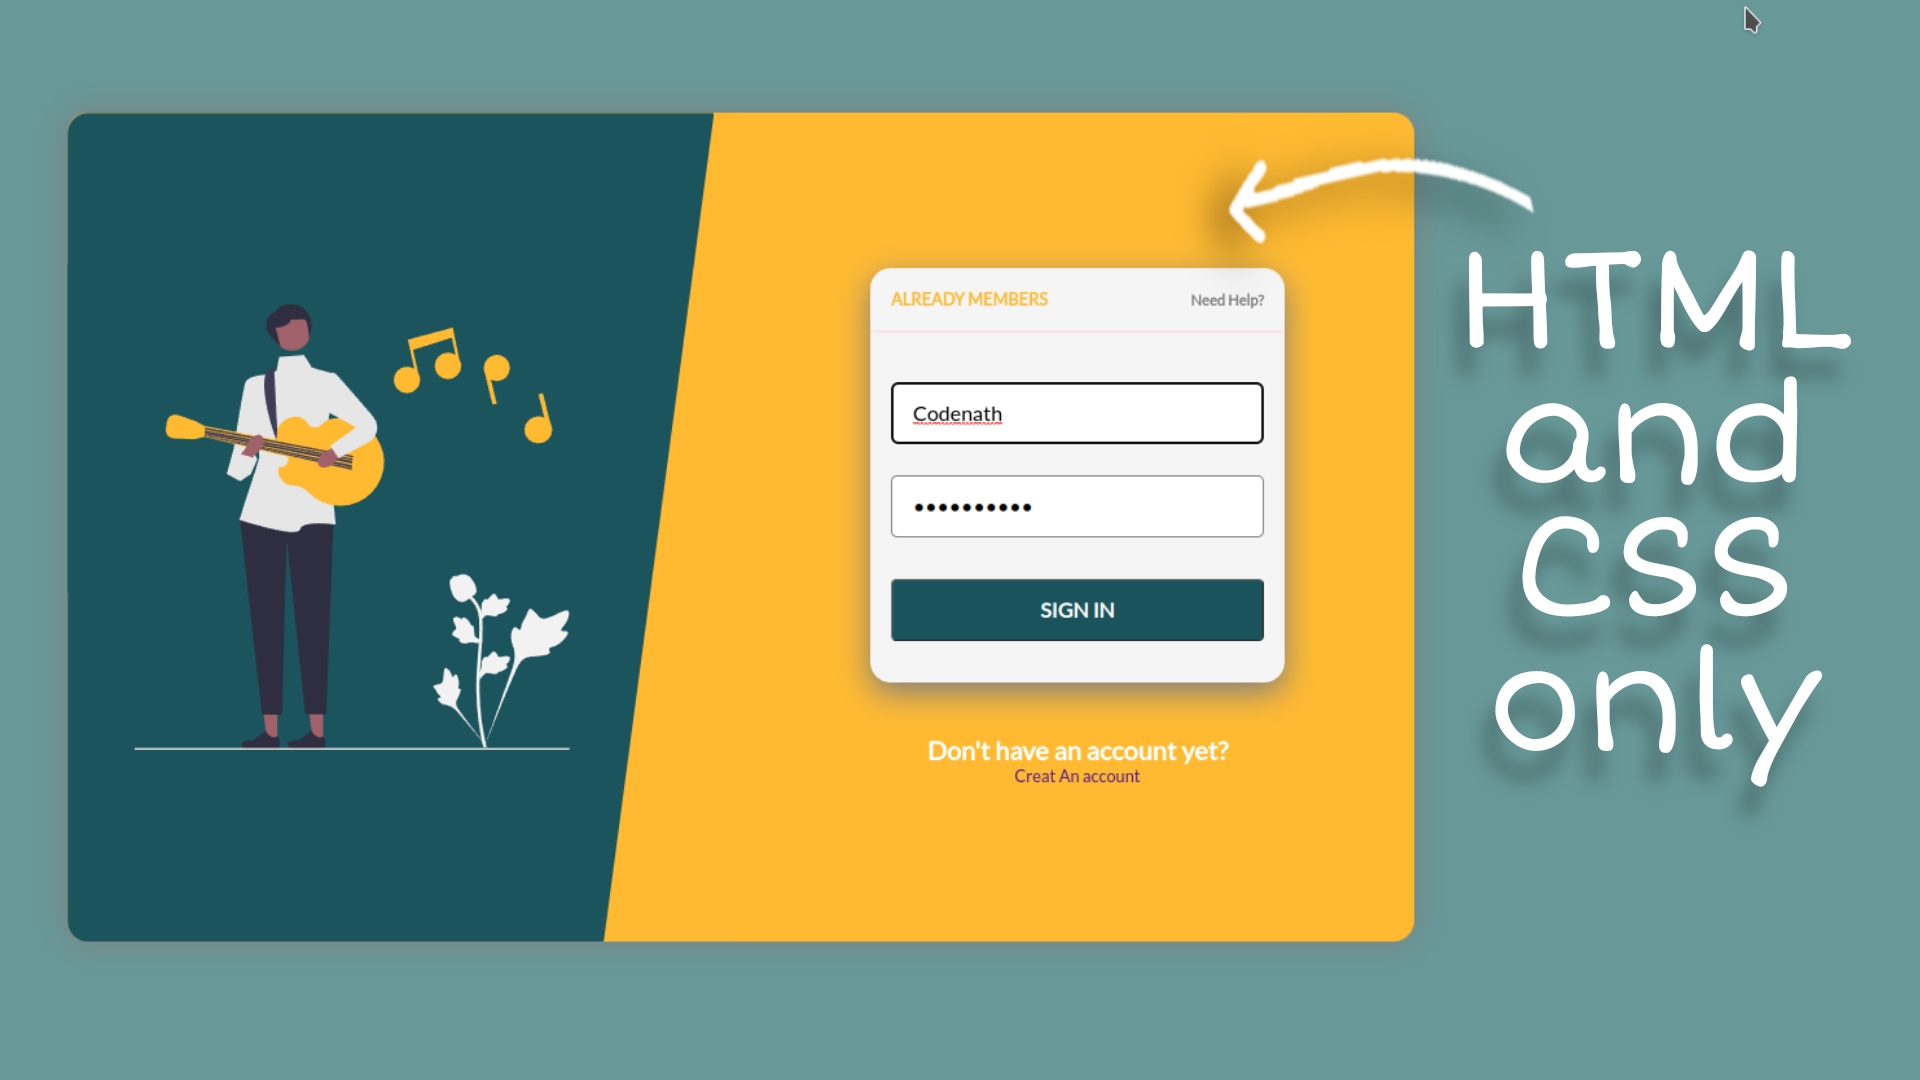 ALREADY MEMBERS
Need Help?
Codenath
••••••••••
SIGN IN
Don't have an account yet?
Creat An account
HTML
and
CSS
only